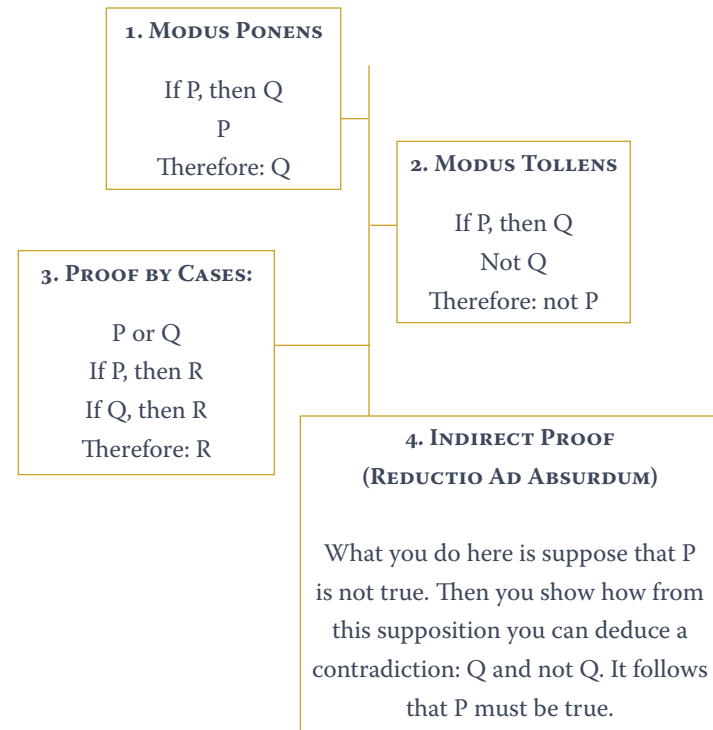 1. Modus Ponens
If P, then Q
P
Therefore: Q
2. Modus Tollens
If P, then Q
Not Q
Therefore: not P
3. Proof by Cases:
P or Q
If P, then R
If Q, then R
Therefore: R
4. Indirect Proof
(Reductio Ad Absurdum)
What you do here is suppose that P
is not true. Then you show how from
this supposition you can deduce a
contradiction: Q and not Q. It follows
that P must be true.